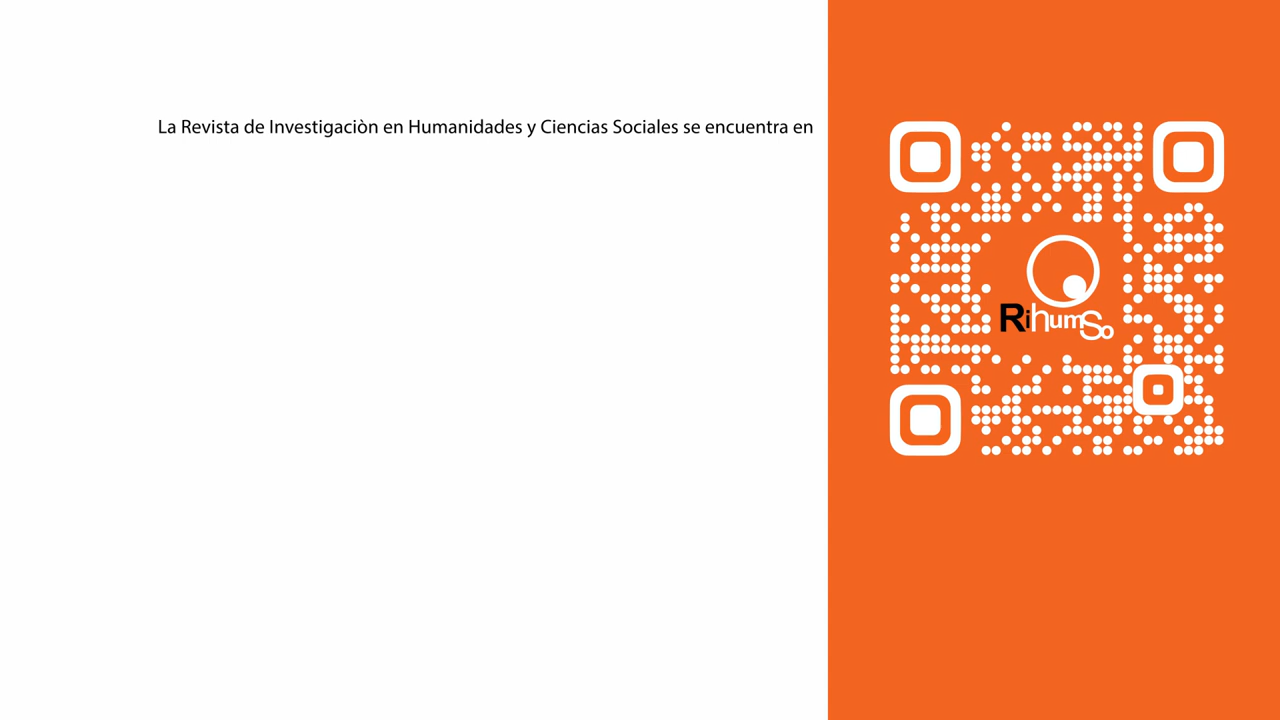 La Revista de Investigaciòn en Humanidades y Ciencias Sociales se encuentra en
RihumSo